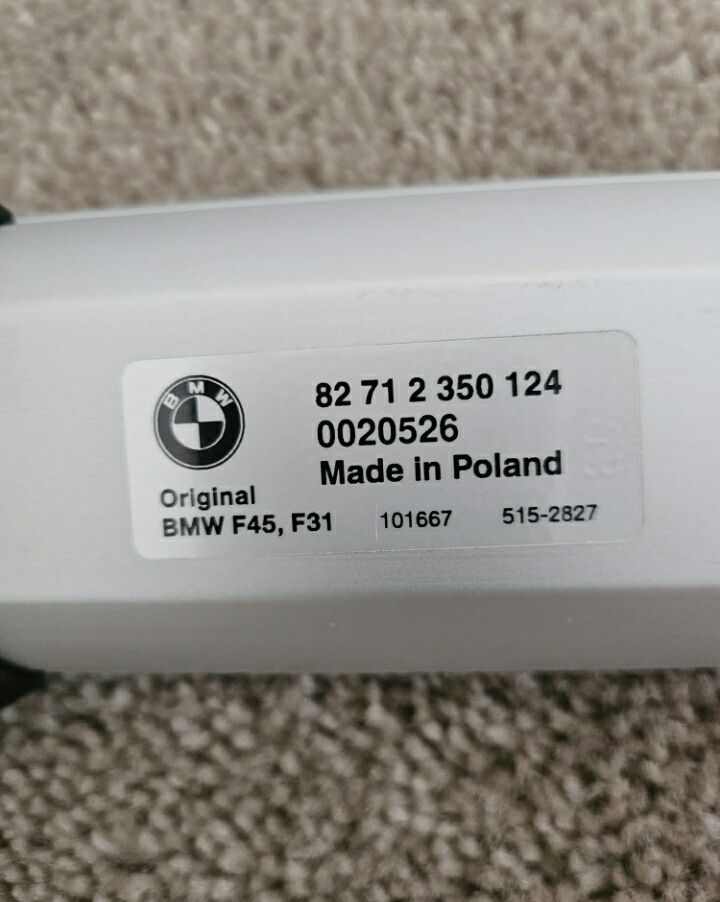 BMW
82 71 2 350 124
0020526
Made in Poland
Original
BMW F45, F31 101667 515-2827